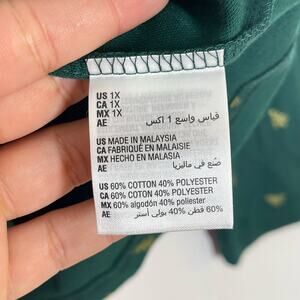 US 1X
CA 1X
MX 1X
AE قياس واسع 1 اكس
US MADE IN MALAYSIA
CA FABRIQUÉ EN MALAISIE
MX HECHO EN MALASIA
AE صُنع في ماليزيا
US 60% COTTON 40% POLYESTER
CA 60% COTON 40% POLYESTER
MX 60% algodón 40% poliéster
AE 60% قطن 40% بولي أستر